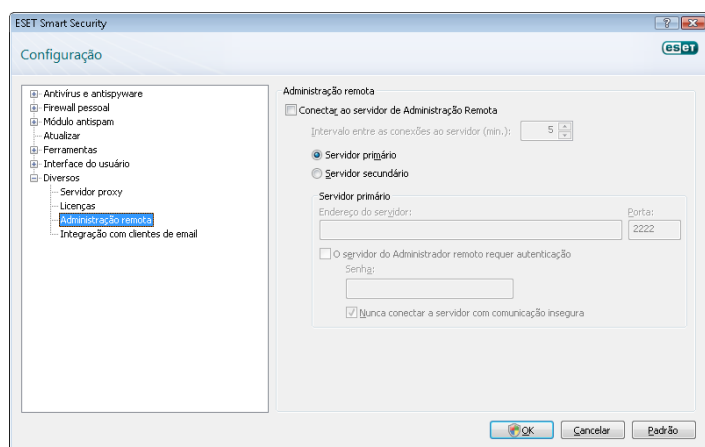 ESET Smart Security
Configuração
eset
Antivírus e antispyware
Firewall pessoal
Módulo antispam
Atualizar
Ferramentas
Interface do usuário
Diversos
Servidor proxy
Licenças
Administração remota
Integração com clientes de email
Administração remota
Conectar ao servidor de Administração Remota
Intervalo entre as conexões ao servidor (min.): 5
Servidor primário
Servidor secundário
Servidor primário
Endereço do servidor: Porta:
2222
O servidor do Administrador remoto requer autenticação
Senha:
Nunca conectar a servidor com comunicação insegura
OK Cancelar Padrão